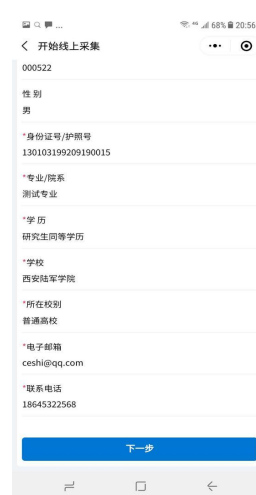 ... 4G 68% 20:56
开始线上采集
000522
性 别
男
*身份证号/护照号
130103199209190015
*专业/院系
测试专业
*学 历
研究生同等学历
*学校
西安陆军学院
*所在校别
普通高校
*电子邮箱
ceshi@qq.com
*联系电话
18645322568
下一步